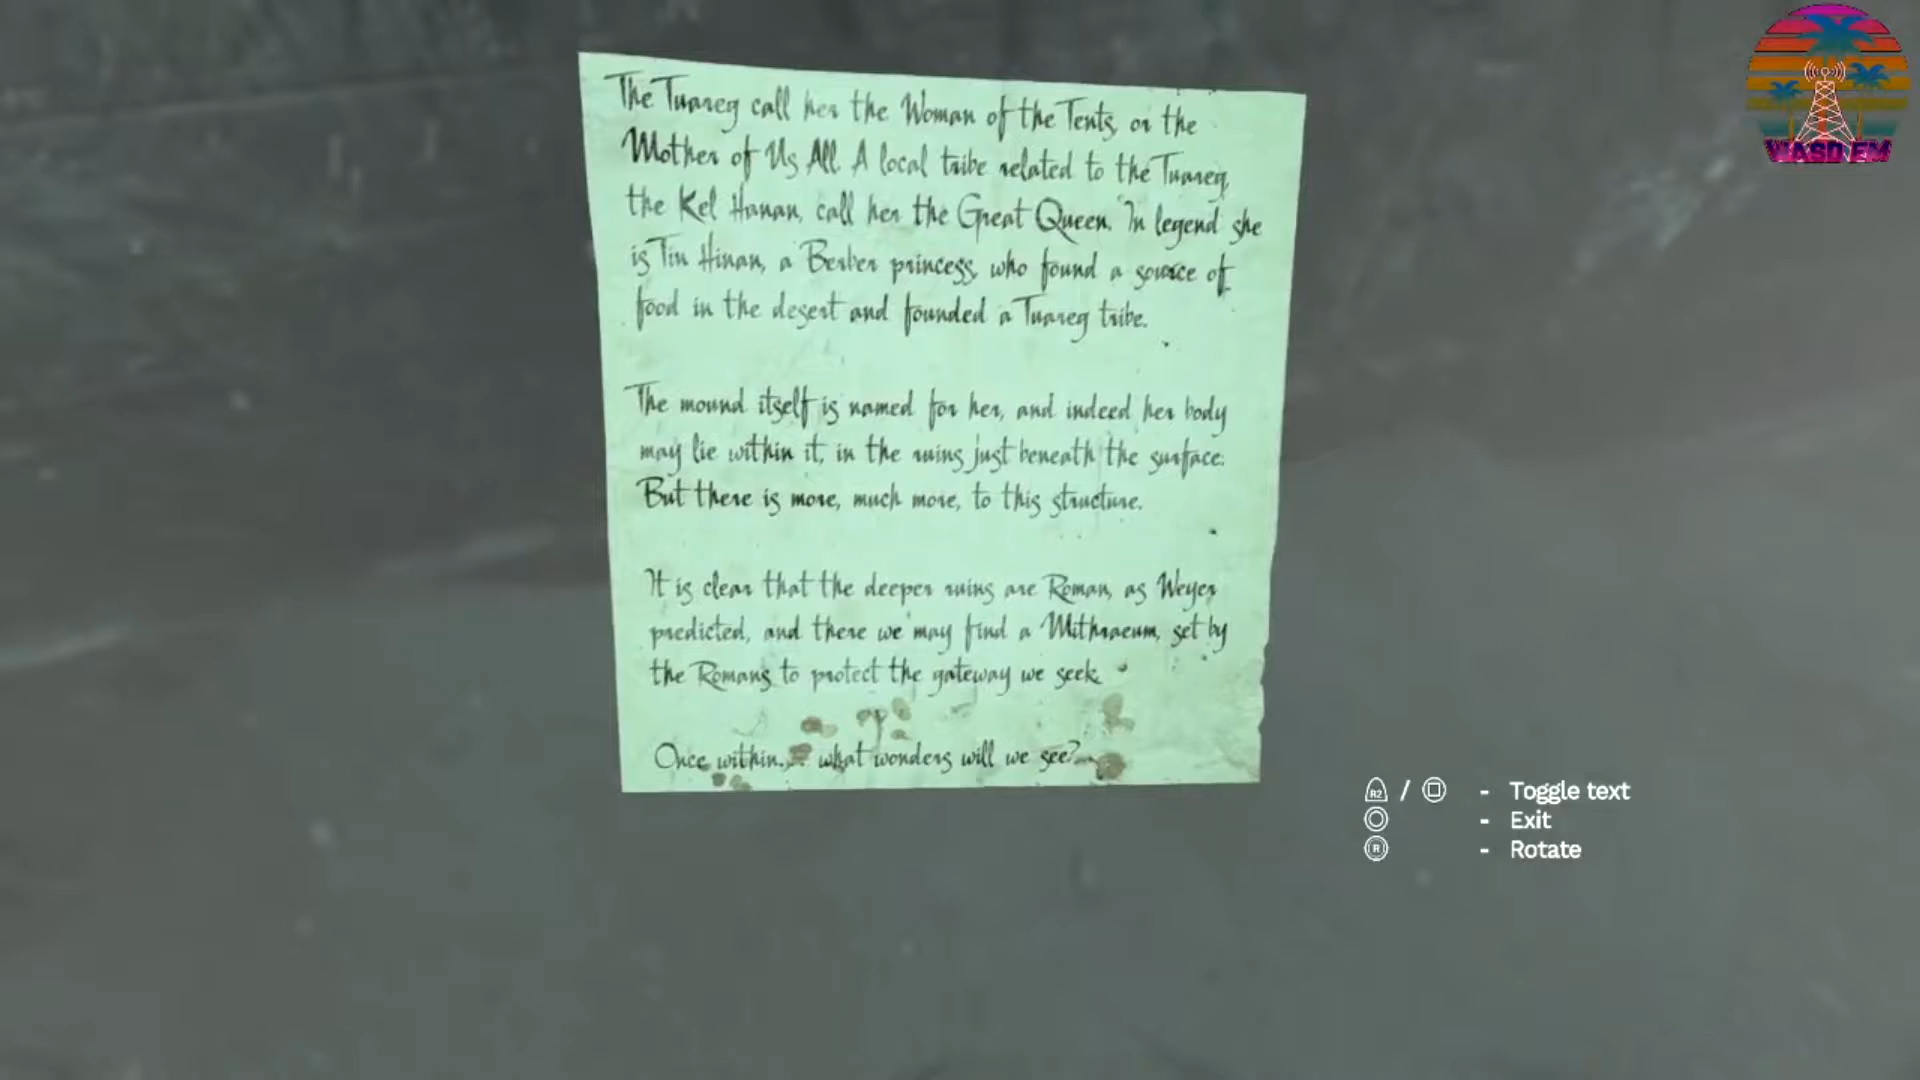 The Tuareg call her the Woman of the Tents, or the
Mother of Us All. A local tribe related to the Tuareg,
the Kel Hanan, call her the Great Queen. In legend she
is Tin Hinan, a Berber princess, who found a source of
food in the desert and founded a Tuareg tribe.
The mound itself is named for her, and indeed her body
may lie within it, in the ruins just beneath the surface.
But there is more, much more, to this structure.
It is clear that the deeper ruins are Roman, as Weyer
predicted, and there we may find a Mithraeum, set by
the Romans to protect the gateway we seek.
Once within... what wonders will we see?
R2 / - Toggle text
- Exit
R - Rotate
WASD FM